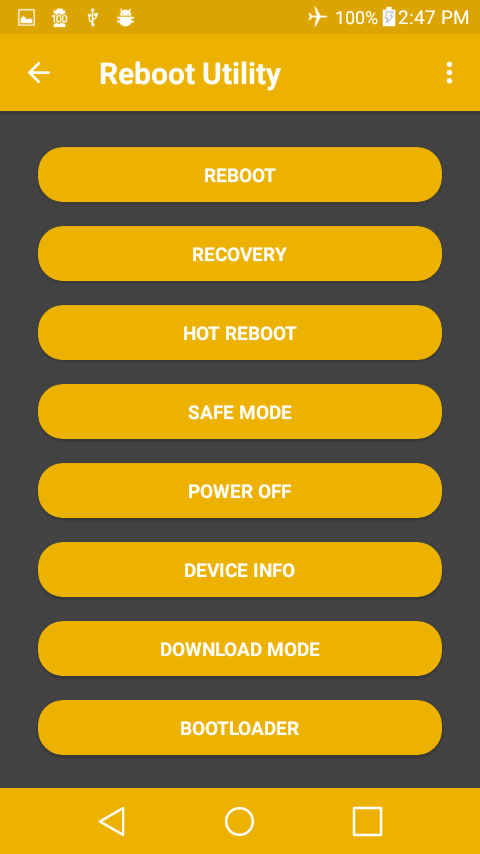 100 100% 2:47 PM
Reboot Utility
REBOOT
RECOVERY
HOT REBOOT
SAFE MODE
POWER OFF
DEVICE INFO
DOWNLOAD MODE
BOOTLOADER